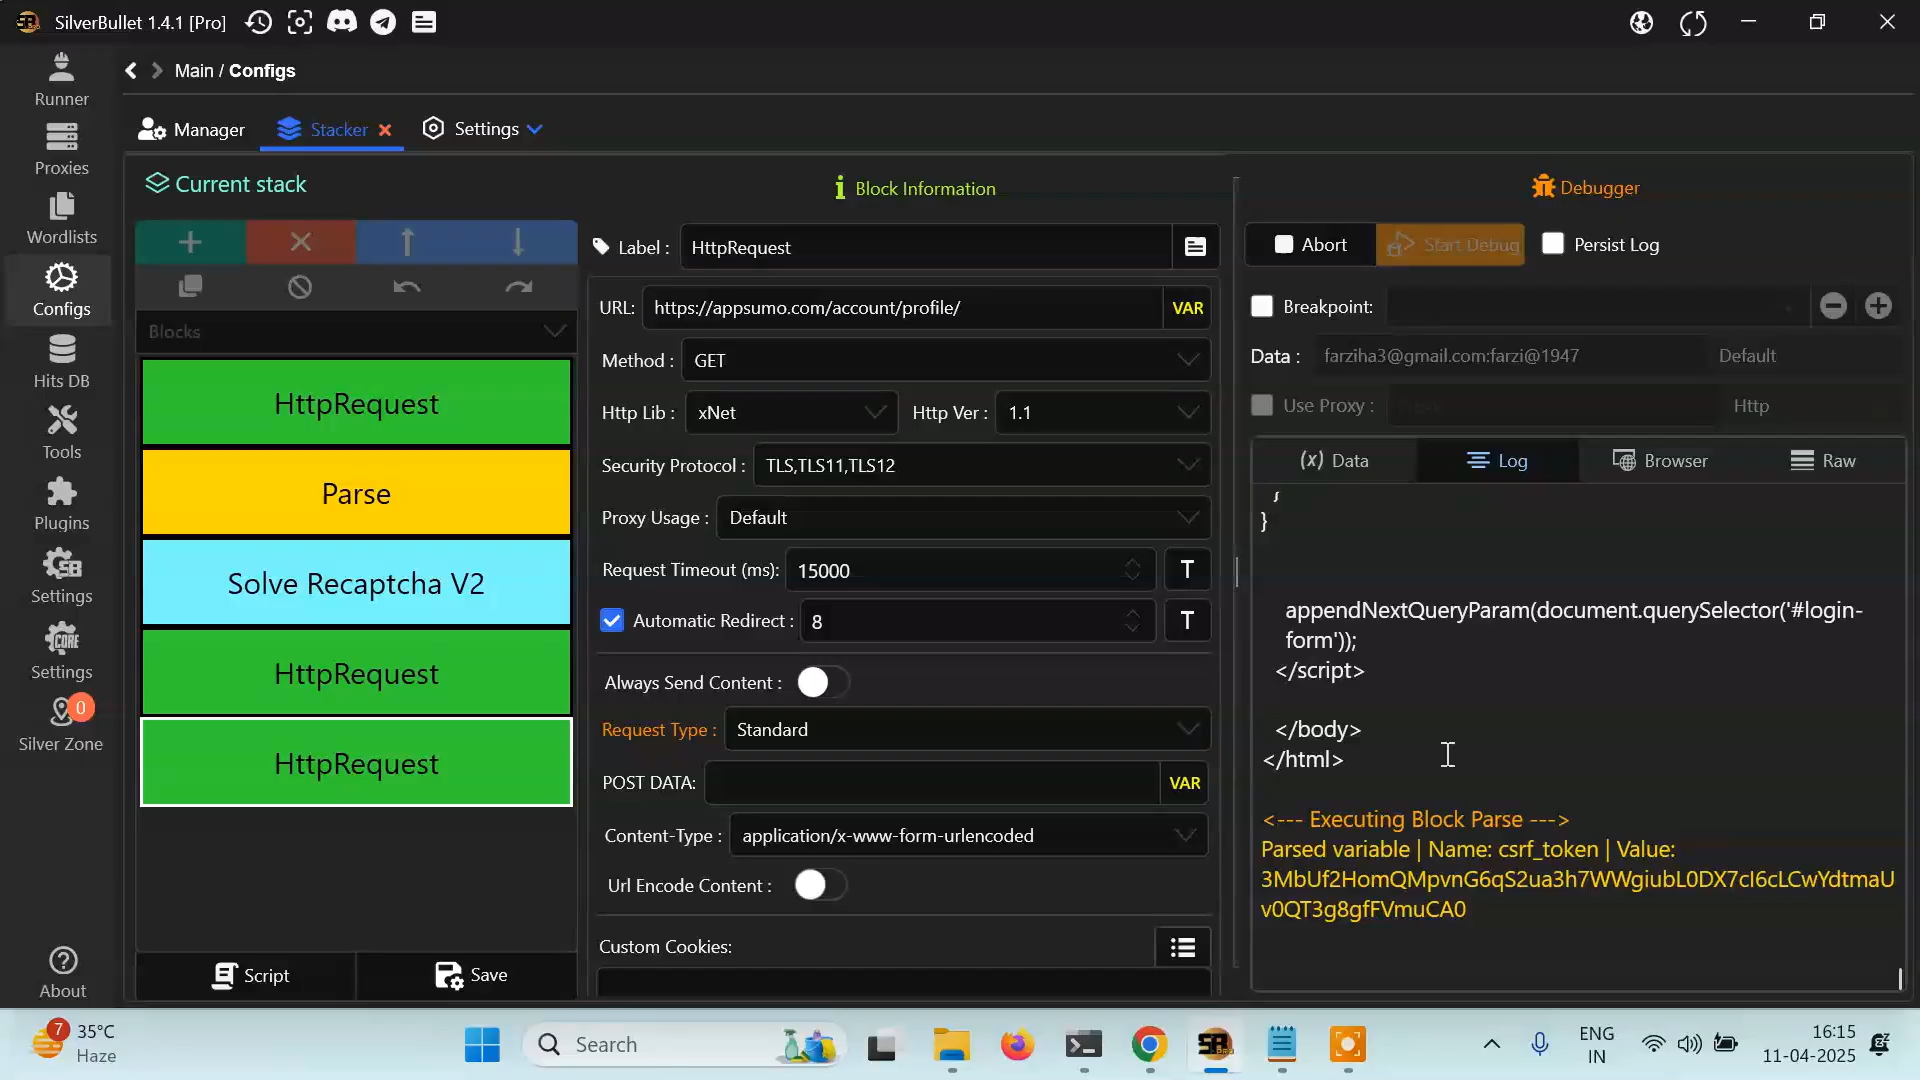 SilverBullet 1.4.1 [Pro]
Main / Configs
Runner
Proxies
Wordlists
Configs
Hits DB
Tools
Plugins
Settings
Settings
0
Silver Zone
About
Manager
Stacker
Settings
Current stack
Blocks
HttpRequest
Parse
Solve Recaptcha V2
HttpRequest
HttpRequest
Script
Save
Block Information
Label :
HttpRequest
URL:
https://appsumo.com/account/profile/
VAR
Method :
GET
Http Lib :
xNet
Http Ver :
1.1
Security Protocol :
TLS,TLS11,TLS12
Proxy Usage :
Default
Request Timeout (ms):
15000
T
Automatic Redirect :
8
T
Always Send Content :
Request Type :
Standard
POST DATA:
VAR
Content-Type :
application/x-www-form-urlencoded
Url Encode Content :
Custom Cookies:
Debugger
Abort
Start Debug
Persist Log
Breakpoint:
Data :
farziha3@gmail.com:farzi@1947
Default
Use Proxy :
Http
(x) Data
Log
Browser
Raw
}
appendNextQueryParam(document.querySelector('#login-
form'));
</script>
</body>
</html>
<--- Executing Block Parse --->
Parsed variable | Name: csrf_token | Value:
3MbUf2HomQMpvnG6qS2ua3h7WWgiubL0DX7cI6cLCwYdtmaU
v0QT3g8gfFVmuCA0
7
35°C
Haze
Search
ENG
IN
16:15
11-04-2025